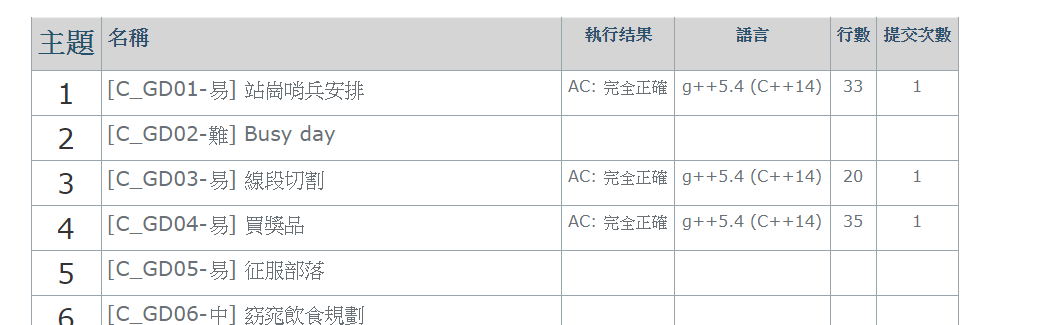 主題 名稱 執行结果 語言 行數 提交次數
1 [C_GD01-易] 站崗哨兵安排 AC: 完全正確 g++5.4 (C++14) 33 1
2 [C_GD02-難] Busy day
3 [C_GD03-易] 線段切割 AC: 完全正確 g++5.4 (C++14) 20 1
4 [C_GD04-易] 買獎品 AC: 完全正確 g++5.4 (C++14) 35 1
5 [C_GD05-易] 征服部落
6 [C_GD06-中] 窈窕飲食規劃